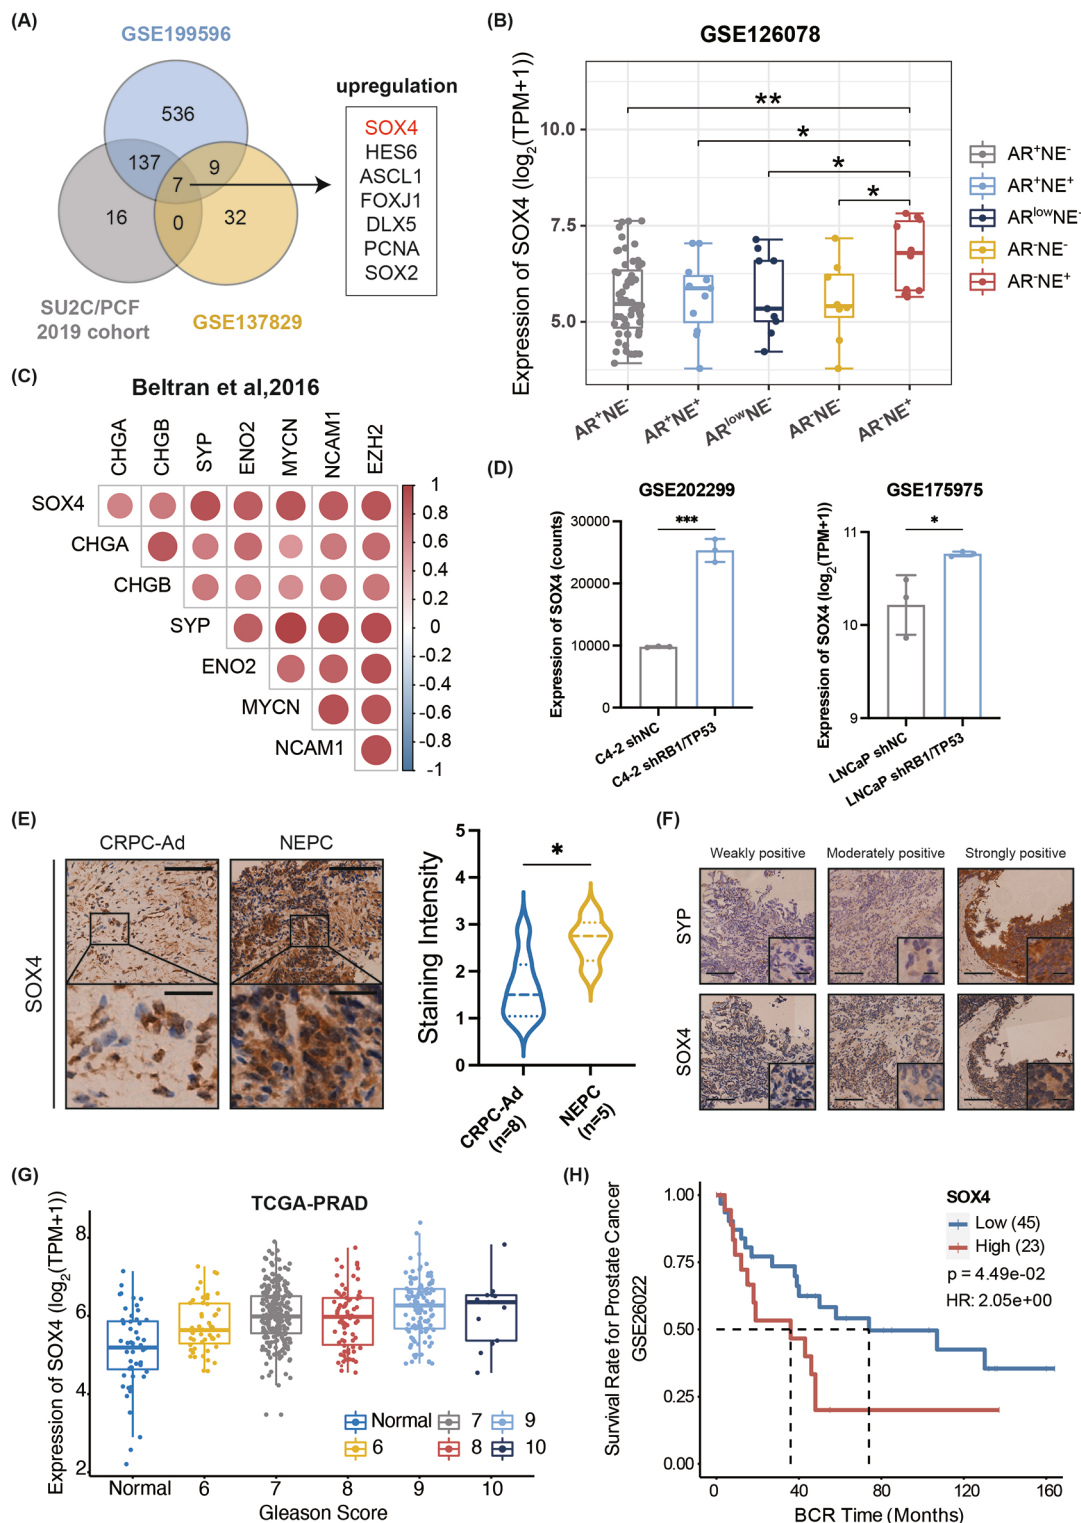 (A)
GSE199596
536
137
9
7
16
0
32
SU2C/PCF
2019 cohort
GSE137829
upregulation
SOX4
HES6
ASCL1
FOXJ1
DLX5
PCNA
SOX2
(B)
GSE126078
Expression of SOX4 (log2(TPM+1))
10.0
7.5
5.0
**
*
*
*
AR+NE-
AR+NE+
ARlowNE-
AR-NE-
AR-NE+
AR+NE-
AR+NE+
ARlowNE-
AR-NE-
AR-NE+
(C)
Beltran et al,2016
CHGA
CHGB
SYP
ENO2
MYCN
NCAM1
EZH2
SOX4
CHGA
CHGB
SYP
ENO2
MYCN
NCAM1
1
0.8
0.6
0.4
0.2
0
-0.2
-0.4
-0.6
-0.8
-1
(D)
GSE202299
Expression of SOX4 (counts)
30000
20000
10000
0
***
C4-2 shNC
C4-2 shRB1/TP53
GSE175975
Expression of SOX4 (log2(TPM+1))
11
10
9
*
LNCaP shNC
LNCaP shRB1/TP53
(E)
CRPC-Ad
NEPC
SOX4
Staining Intensity
5
4
3
2
1
0
*
CRPC-Ad
(n=8)
NEPC
(n=5)
(F)
Weakly positive
Moderately positive
Strongly positive
SYP
SOX4
(G)
TCGA-PRAD
Expression of SOX4 (log2(TPM+1))
8
6
4
2
Normal
7
9
6
8
10
Normal
6
7
8
9
10
Gleason Score
(H)
Survival Rate for Prostate Cancer
GSE26022
1.00
0.75
0.50
0.25
0.00
SOX4
Low (45)
High (23)
p = 4.49e-02
HR: 2.05e+00
0
40
80
120
160
BCR Time (Months)